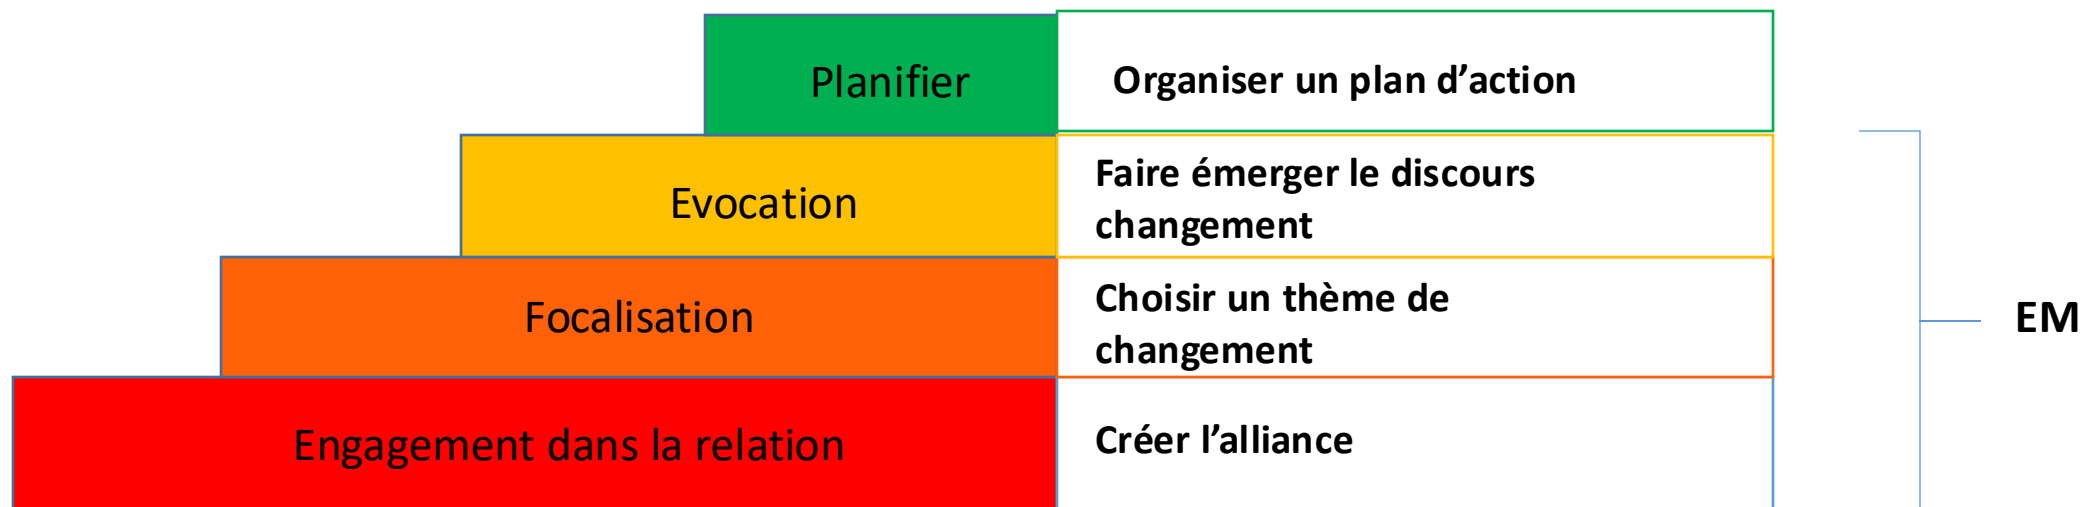 Planifier
Organiser un plan d’action
Evocation
Faire émerger le discours
changement
Focalisation
Choisir un thème de
changement
EM
Engagement dans la relation
Créer l’alliance